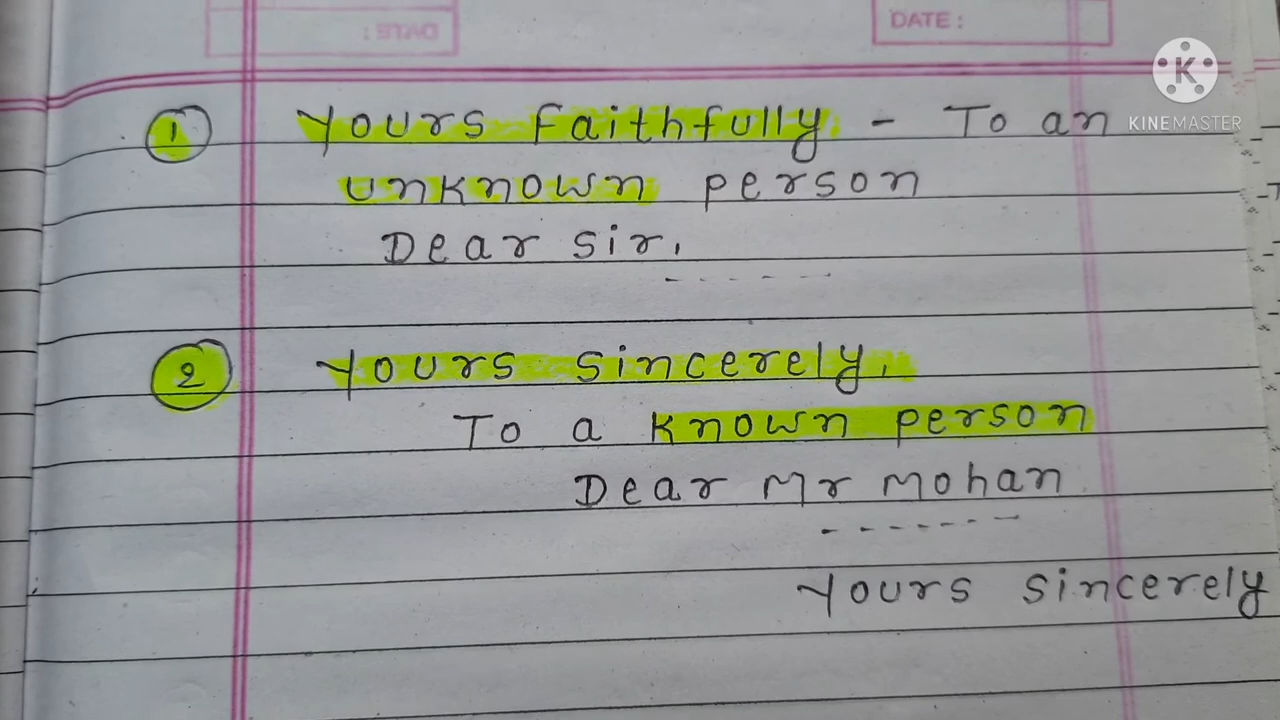 DATE :
DATE :
K
KINEMASTER
① Yours Faithfully - To an
unknown person
Dear Sir,
② Yours Sincerely,
To a known person
Dear Mr Mohan
Yours Sincerely